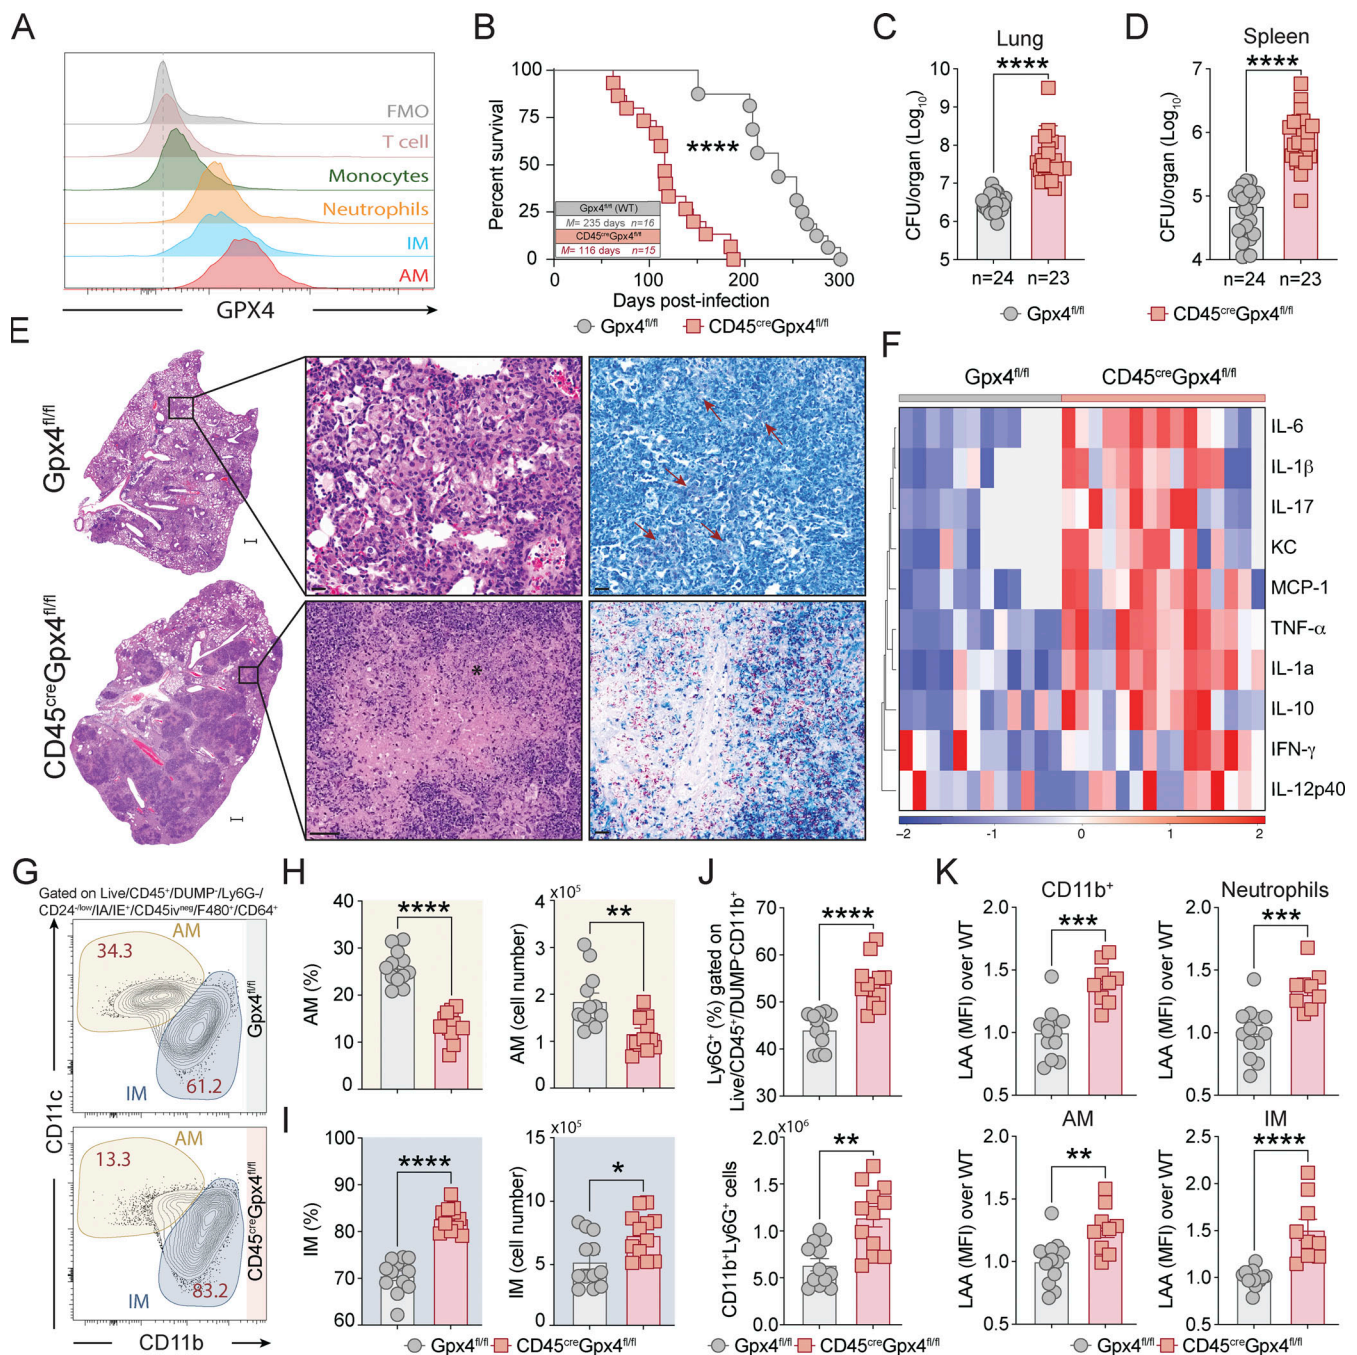 A
FMO
T cell
Monocytes
Neutrophils
IM
AM
GPX4
B
Percent survival
100
75
50
25
0
****
Gpx4fl/fl (WT)
M= 235 days n=16
CD45creGpx4fl/fl
M= 116 days n=15
0 100 200 300
Days post-infection
Gpx4fl/fl CD45creGpx4fl/fl
C
Lung
****
CFU/organ (Log10)
10
9
8
7
6
5
n=24 n=23
D
Spleen
****
CFU/organ (Log10)
7
6
5
4
n=24 n=23
Gpx4fl/fl CD45creGpx4fl/fl
E
Gpx4fl/fl
CD45creGpx4fl/fl
*
F
Gpx4fl/fl CD45creGpx4fl/fl
IL-6
IL-1β
IL-17
KC
MCP-1
TNF-α
IL-1a
IL-10
IFN-γ
IL-12p40
-2 -1 0 1 2
G
Gated on Live/CD45+/DUMP-/Ly6G-/
CD24-/low/IA/IE+/CD45ivneg/F480+/CD64+
AM
34.3
IM
61.2
Gpx4fl/fl
AM
13.3
IM
83.2
CD45creGpx4fl/fl
CD11c
CD11b
H
AM (%)
40
30
20
10
0
****
AM (cell number)
x10^5
4
3
2
1
0
**
I
IM (%)
100
90
80
70
60
****
IM (cell number)
x10^5
15
10
5
0
*
Gpx4fl/fl CD45creGpx4fl/fl
J
Ly6G+ (%) gated on
Live/CD45+/DUMP-CD11b+
70
60
50
40
30
****
CD11b+Ly6G+ cells
x10^6
2.0
1.5
1.0
5.0
0.0
**
Gpx4fl/fl CD45creGpx4fl/fl
K
CD11b+
LAA (MFI) over WT
2.0
1.5
1.0
0.5
***
Neutrophils
LAA (MFI) over WT
2.0
1.5
1.0
0.5
***
AM
LAA (MFI) over WT
2.0
1.5
1.0
0.5
**
IM
LAA (MFI) over WT
2.5
2.0
1.5
1.0
0.5
****
Gpx4fl/fl CD45creGpx4fl/fl